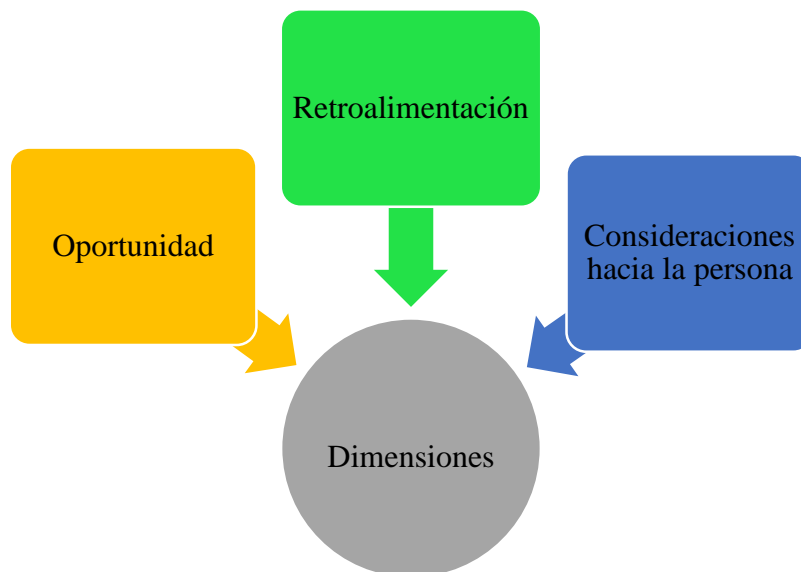 Retroalimentación
Oportunidad
Consideraciones
hacia la persona
Dimensiones